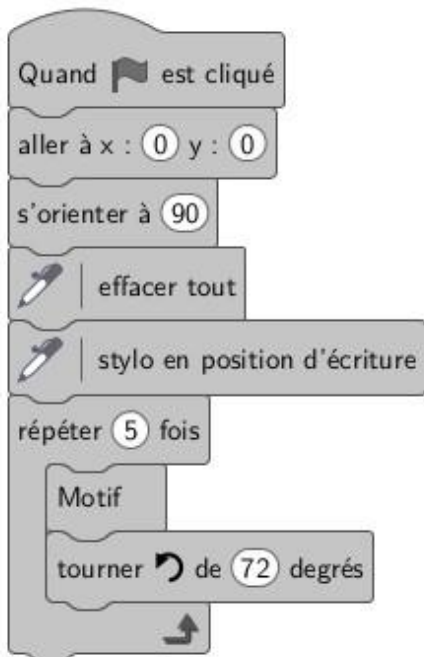 Quand est cliqué
aller à x : 0 y : 0
s'orienter à 90
effacer tout
stylo en position d'écriture
répéter 5 fois
Motif
tourner de 72 degrés